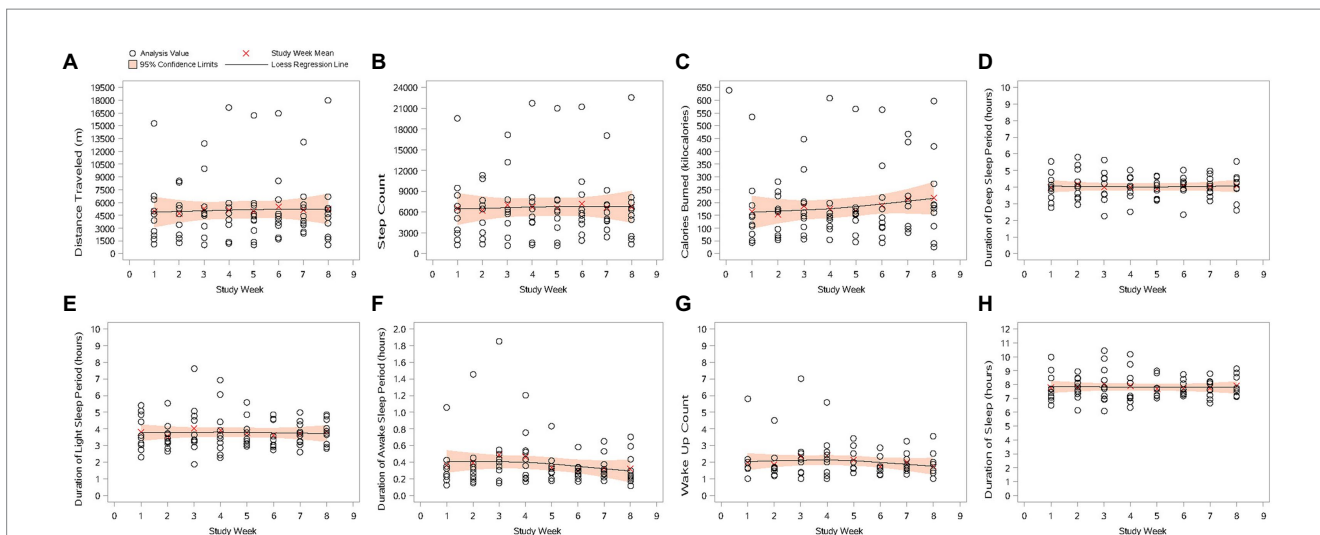 Analysis Value Study Week Mean
95% Confidence Limits Loess Regression Line
A
Distance Traveled (m)
19500
18000
16500
15000
13500
12000
10500
9000
7500
6000
4500
3000
1500
0
0 1 2 3 4 5 6 7 8 9
Study Week
B
Step Count
24000
21000
18000
15000
12000
9000
6000
3000
0
0 1 2 3 4 5 6 7 8 9
Study Week
C
Calories Burned (kilocalories)
650
600
550
500
450
400
350
300
250
200
150
100
50
0
0 1 2 3 4 5 6 7 8 9
Study Week
D
Duration of Deep Sleep Period (hours)
10
9
8
7
6
5
4
3
2
1
0
0 1 2 3 4 5 6 7 8 9
Study Week
E
Duration of Light Sleep Period (hours)
10
9
8
7
6
5
4
3
2
1
0
0 1 2 3 4 5 6 7 8 9
Study Week
F
Duration of Awake Sleep Period (hours)
2.0
1.8
1.6
1.4
1.2
1.0
0.8
0.6
0.4
0.2
0.0
0 1 2 3 4 5 6 7 8 9
Study Week
G
Wake Up Count
10
9
8
7
6
5
4
3
2
1
0
0 1 2 3 4 5 6 7 8 9
Study Week
H
Duration of Sleep (hours)
12
11
10
9
8
7
6
5
4
3
2
1
0
0 1 2 3 4 5 6 7 8 9
Study Week